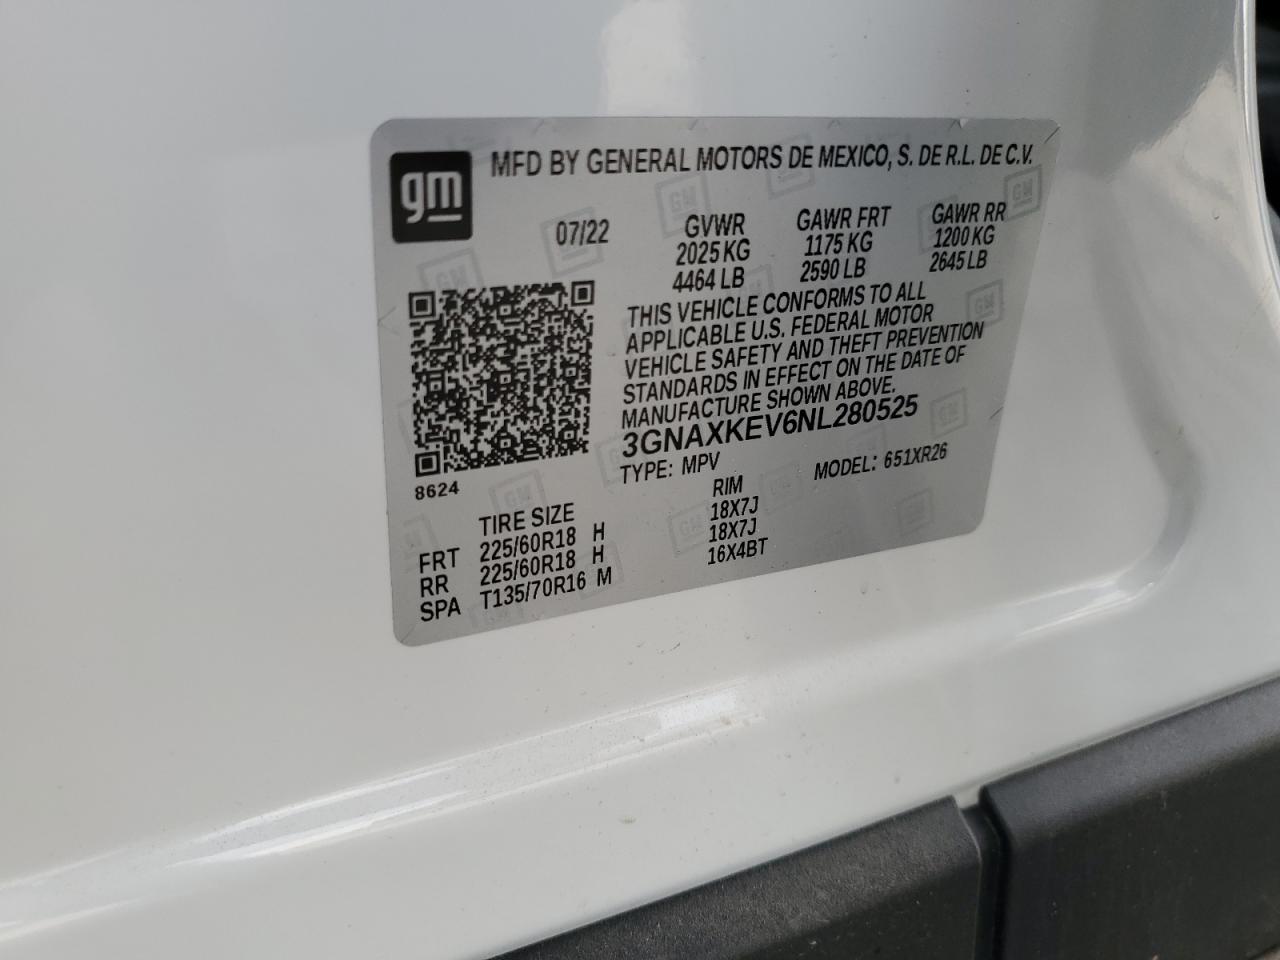 gm
MFD BY GENERAL MOTORS DE MEXICO, S. DE R.L. DE C.V.
07/22
GVWR
2025 KG
4464 LB
GAWR FRT
1175 KG
2590 LB
GAWR RR
1200 KG
2645 LB
THIS VEHICLE CONFORMS TO ALL
APPLICABLE U.S. FEDERAL MOTOR
VEHICLE SAFETY AND THEFT PREVENTION
STANDARDS IN EFFECT ON THE DATE OF
MANUFACTURE SHOWN ABOVE.
3GNAXKEV6NL280525
TYPE: MPV MODEL: 651XR26
8624
TIRE SIZE RIM
FRT 225/60R18 H 18X7J
RR 225/60R18 H 18X7J
SPA T135/70R16 M 16X4BT